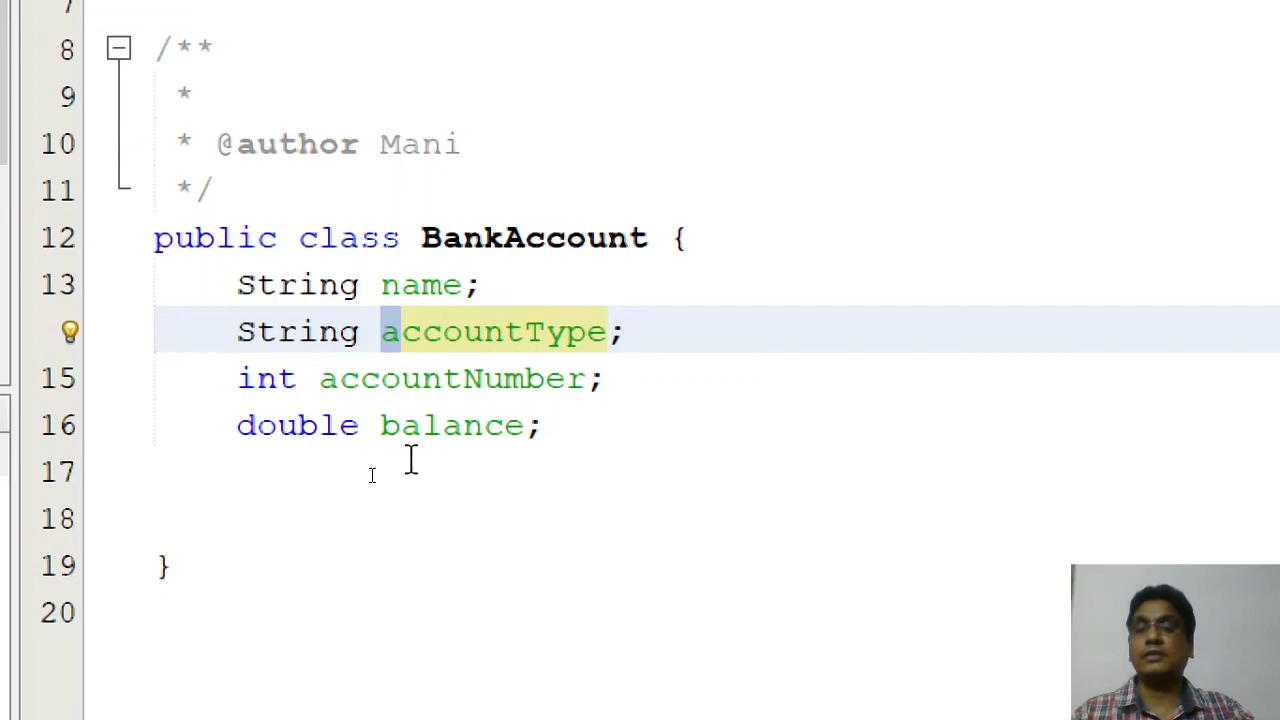 7
8 /**
9 *
10 * @author Mani
11 */
12 public class BankAccount {
13 String name;
String accountType;
15 int accountNumber;
16 double balance;
17
18
19 }
20